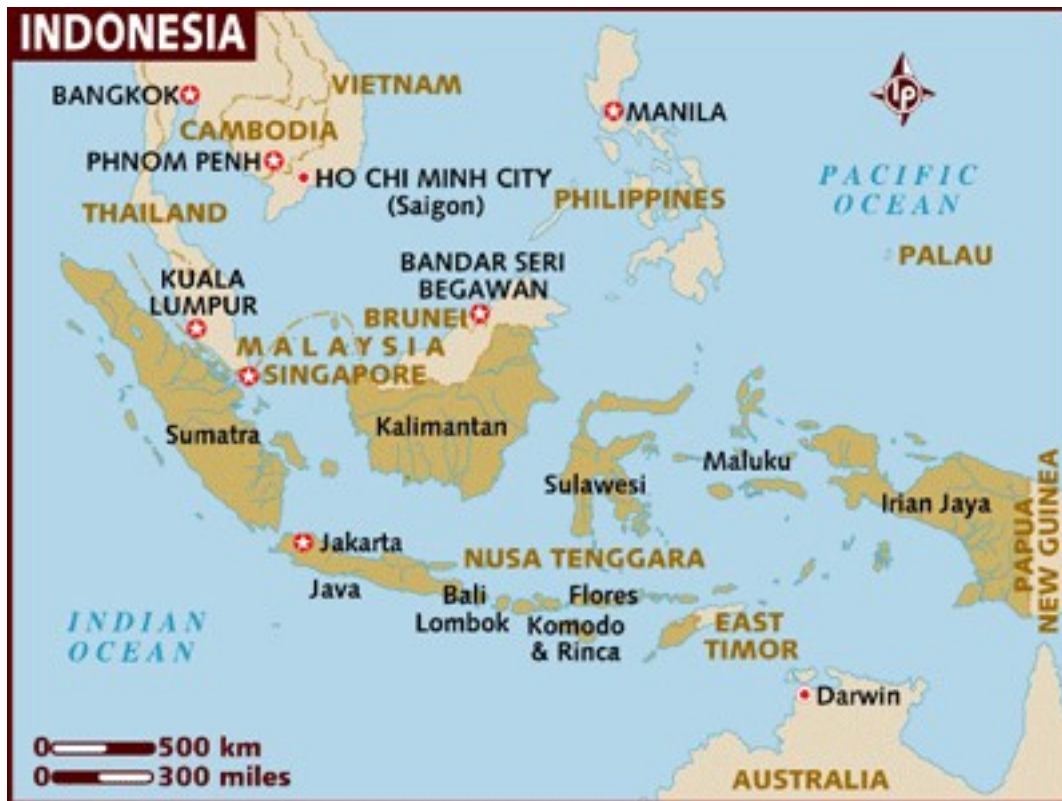 INDONESIA
BANGKOK
VIETNAM
CAMBODIA
MANILA
PHNOM PENH
HO CHI MINH CITY
(Saigon)
THAILAND
PHILIPPINES
PACIFIC
OCEAN
PALAU
KUALA
LUMPUR
BANDAR SERI
BEGAWAN
BRUNEI
MALAYSIA
SINGAPORE
Sumatra
Kalimantan
Sulawesi
Maluku
Irian Jaya
PAPUA
NEW GUINEA
Jakarta
Java
NUSA TENGGARA
Bali
Lombok
Flores
Komodo
& Rinca
EAST
TIMOR
INDIAN
OCEAN
Darwin
AUSTRALIA
0 500 km
0 300 miles
LP